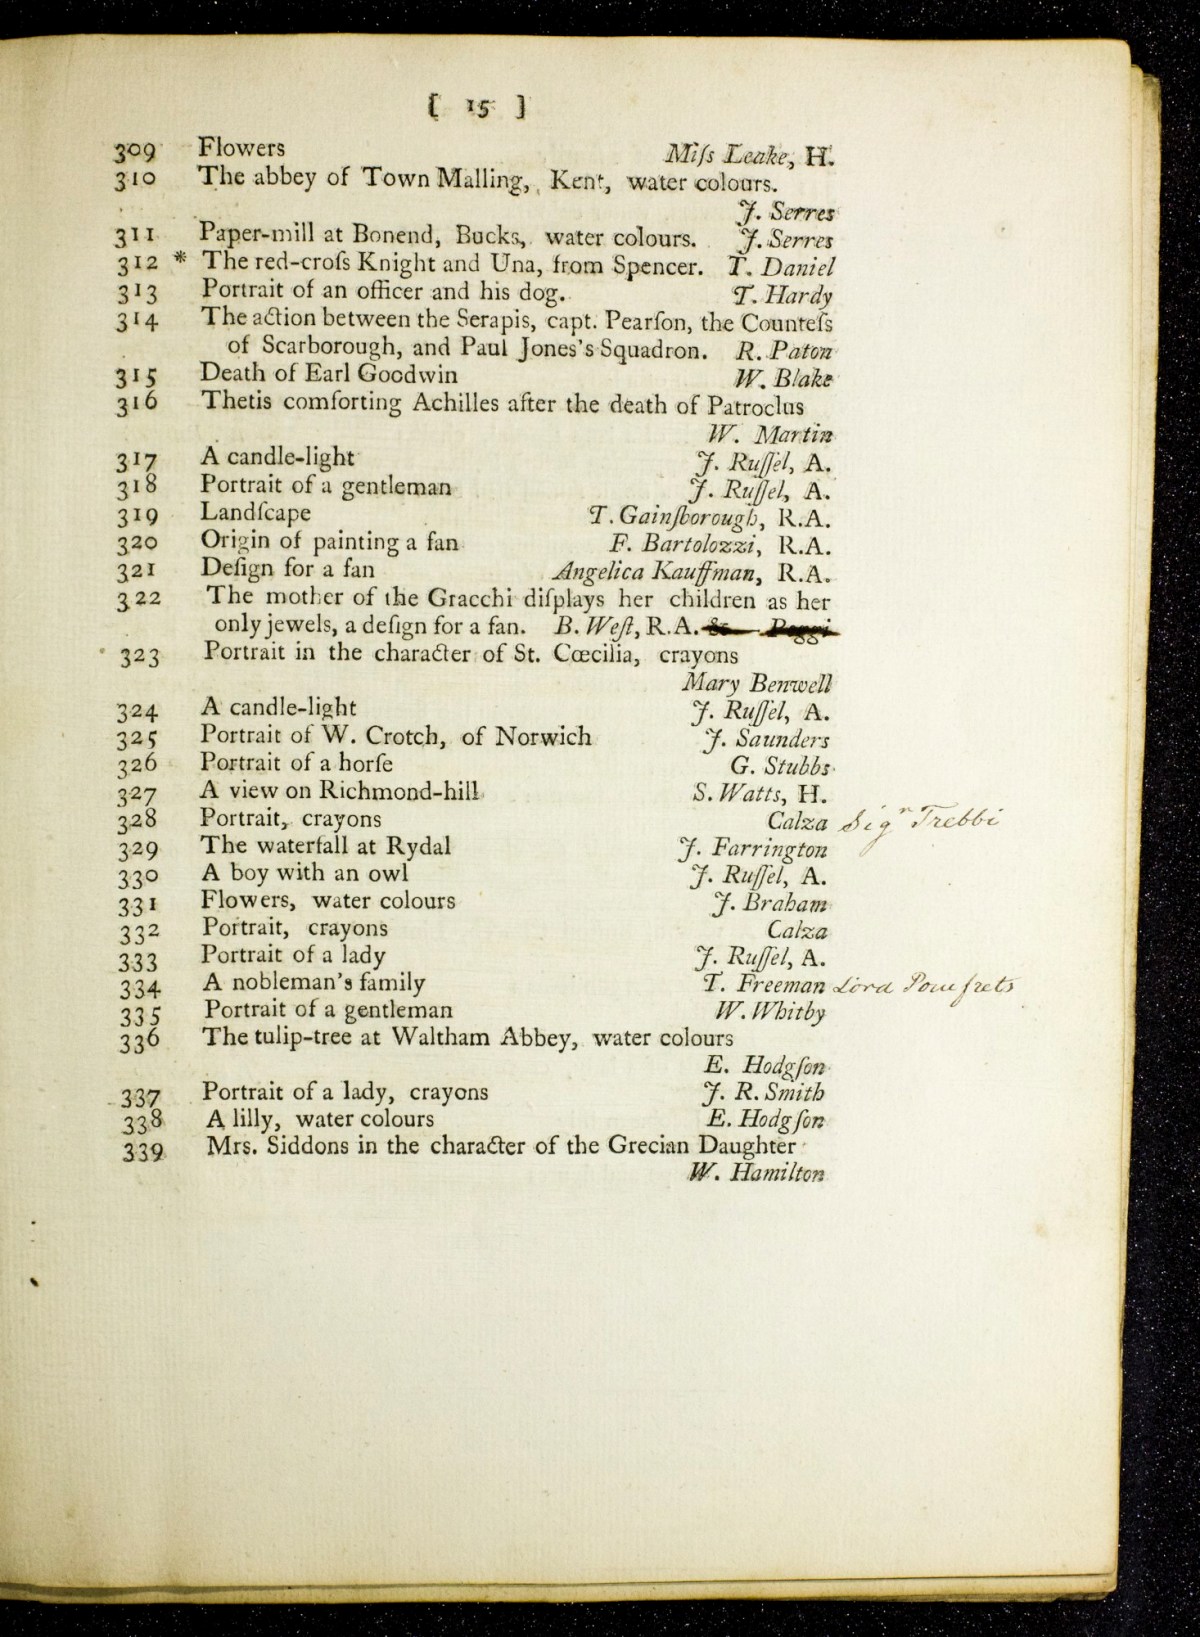 [ 15 ]
309 Flowers Miſs Leake, H.
310 The abbey of Town Malling, Kent, water colours.
J. Serres
311 Paper-mill at Bonend, Bucks, water colours. J. Serres
312 * The red-croſs Knight and Una, from Spencer. T. Daniel
313 Portrait of an officer and his dog. T. Hardy
314 The action between the Serapis, capt. Pearſon, the Counteſs
of Scarborough, and Paul Jones's Squadron. R. Paton
315 Death of Earl Goodwin W. Blake
316 Thetis comforting Achilles after the death of Patroclus
W. Martin
317 A candle-light J. Ruſſel, A.
318 Portrait of a gentleman J. Ruſſel, A.
319 Landſcape T. Gainſborough, R.A.
320 Origin of painting a fan F. Bartolozzi, R.A.
321 Deſign for a fan Angelica Kauffman, R.A.
322 The mother of the Gracchi diſplays her children as her
only jewels, a deſign for a fan. B. Weſt, R.A. & Poggi
323 Portrait in the character of St. Cœcilia, crayons
Mary Benwell
324 A candle-light J. Ruſſel, A.
325 Portrait of W. Crotch, of Norwich J. Saunders
326 Portrait of a horſe G. Stubbs
327 A view on Richmond-hill S. Watts, H.
328 Portrait, crayons Calza Sigr Trebbi
329 The waterfall at Rydal J. Farrington
330 A boy with an owl J. Ruſſel, A.
331 Flowers, water colours J. Braham
332 Portrait, crayons Calza
333 Portrait of a lady J. Ruſſel, A.
334 A nobleman's family T. Freeman Lord Pomfrets
335 Portrait of a gentleman W. Whitby
336 The tulip-tree at Waltham Abbey, water colours
E. Hodgſon
337 Portrait of a lady, crayons J. R. Smith
338 A lilly, water colours E. Hodgſon
339 Mrs. Siddons in the character of the Grecian Daughter
W. Hamilton